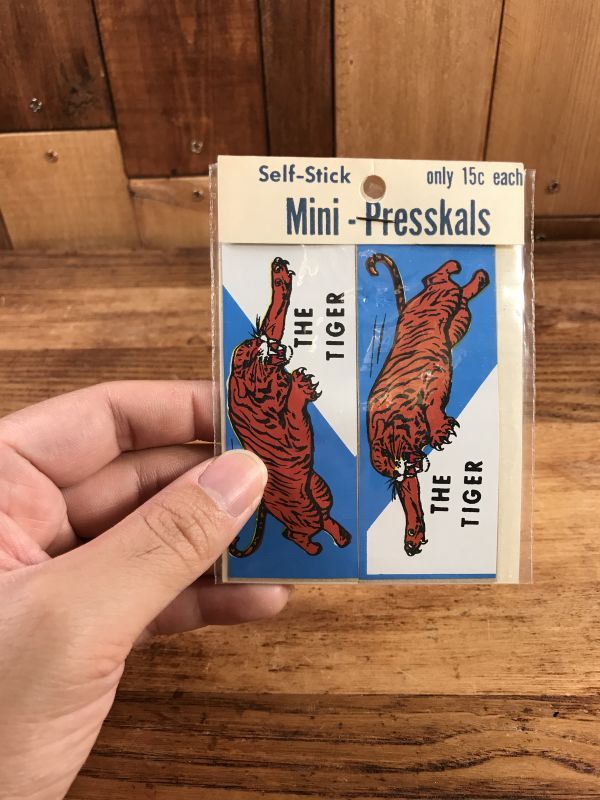 Self-Stick only 15c each
Mini - Presskals
THE
TIGER
THE
TIGER